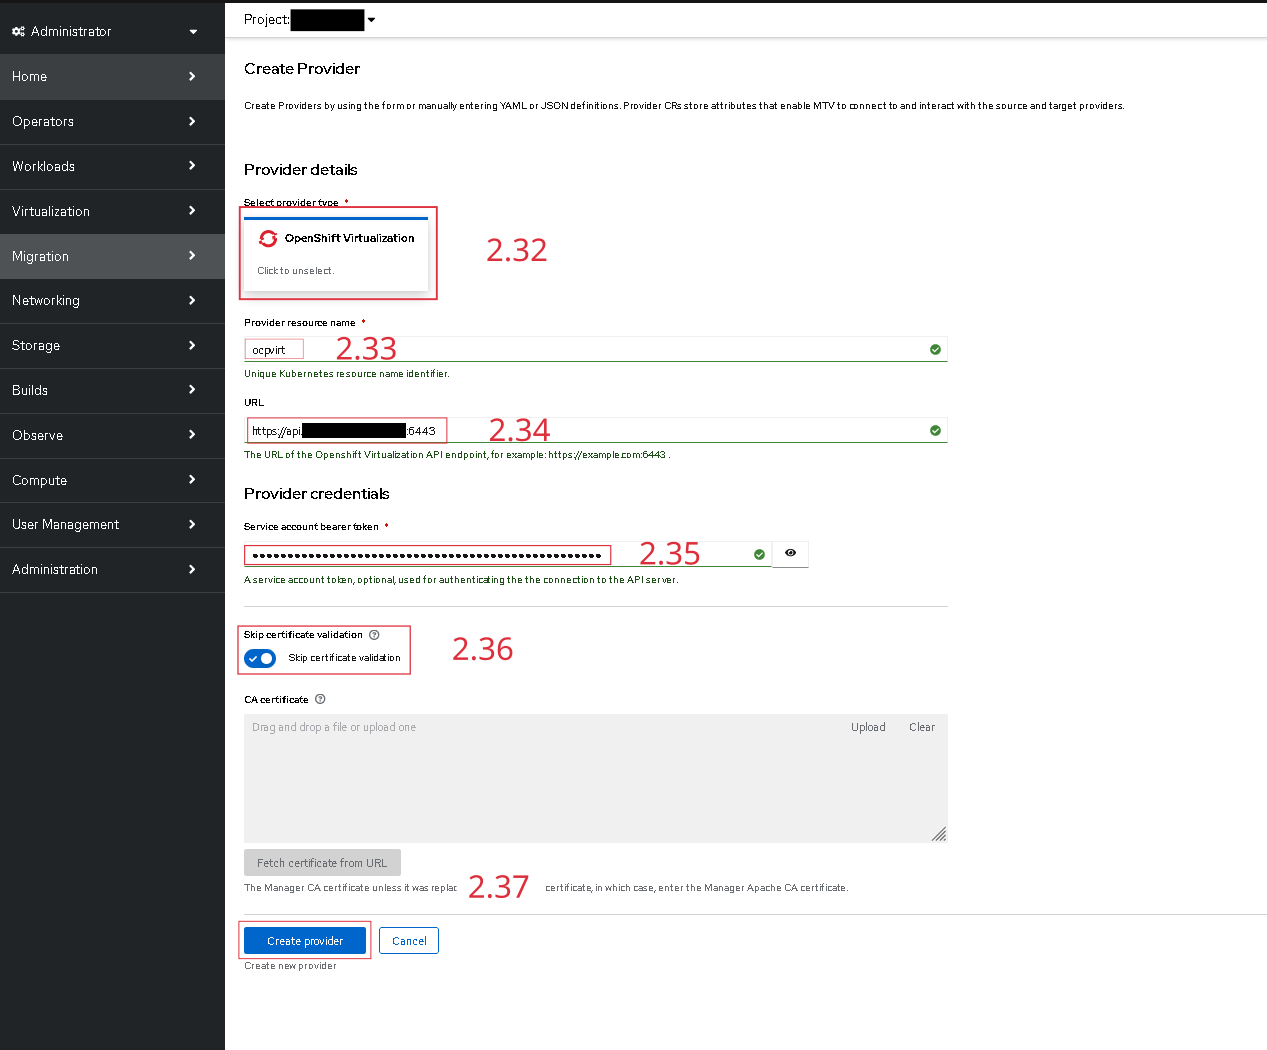 Administrator
Home
Operators
Workloads
Virtualization
Migration
Networking
Storage
Builds
Observe
Compute
User Management
Administration
Project:
Create Provider
Create Providers by using the form or manually entering YAML or JSON definitions. Provider CRs store attributes that enable MTV to connect to and interact with the source and target providers.
Provider details
Select provider type *
OpenShift Virtualization
Click to unselect.
2.32
Provider resource name *
ocpvirt 2.33
Unique Kubernetes resource name identifier.
URL
https://api. :6443 2.34
The URL of the Openshift Virtualization API endpoint, for example: https://example.com:6443 .
Provider credentials
Service account bearer token *
2.35
A service account token, optional, used for authenticating the the connection to the API server.
Skip certificate validation
Skip certificate validation
2.36
CA certificate
Drag and drop a file or upload one Upload Clear
Fetch certificate from URL
The Manager CA certificate unless it was 2.37 certificate, in which case, enter the Manager Apache CA certificate.
Create provider Cancel
Create new provider